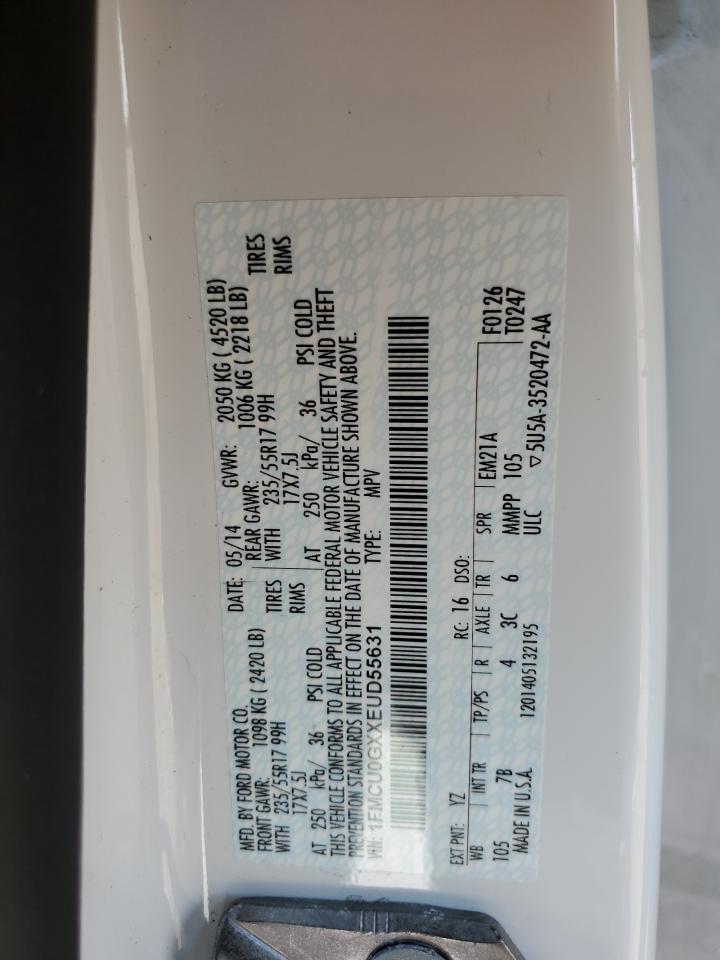 MFD. BY FORD MOTOR CO. DATE: 05/14 GVWR: 2050 KG ( 4520 LB)
FRONT GAWR: 1098 KG ( 2420 LB) REAR GAWR: 1006 KG ( 2218 LB)
WITH 235/55R17 99H TIRES WITH 235/55R17 99H TIRES
17X7.5J RIMS 17X7.5J RIMS
AT 250 kPa/ 36 PSI COLD AT 250 kPa/ 36 PSI COLD
THIS VEHICLE CONFORMS TO ALL APPLICABLE FEDERAL MOTOR VEHICLE SAFETY AND THEFT
PREVENTION STANDARDS IN EFFECT ON THE DATE OF MANUFACTURE SHOWN ABOVE.
VIN: 1FMCU0GXXEUD55631 TYPE: MPV
EXT PNT: YZ RC: 16 DSO: F0126
WB INT TR TP/PS R AXLE TR SPR EM21A T0247
105 7B 4 3C 6 MMPP 105
MADE IN U.S.A. 1201405132195 ULC ▽5U5A-3520472-AA